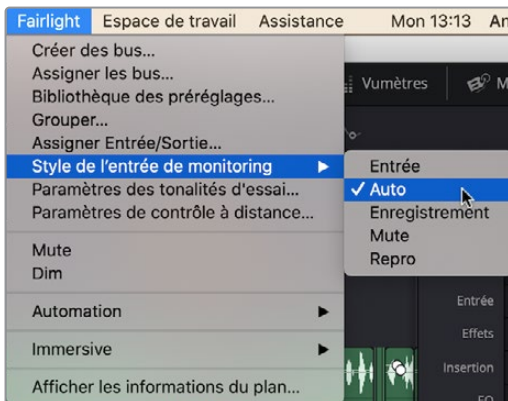 Fairlight Espace de travail Assistance Mon 13:13 An
Créer des bus...
Assigner les bus...
Bibliothèque des préréglages...
Grouper...
Assigner Entrée/Sortie...
Style de l'entrée de monitoring
Paramètres des tonalités d'essai...
Paramètres de contrôle à distance...
Mute
Dim
Automation
Immersive
Afficher les informations du plan...
Vumètres M
Entrée
Auto
Enregistrement
Mute
Repro
Entrée
Effets
Insertion
EQ